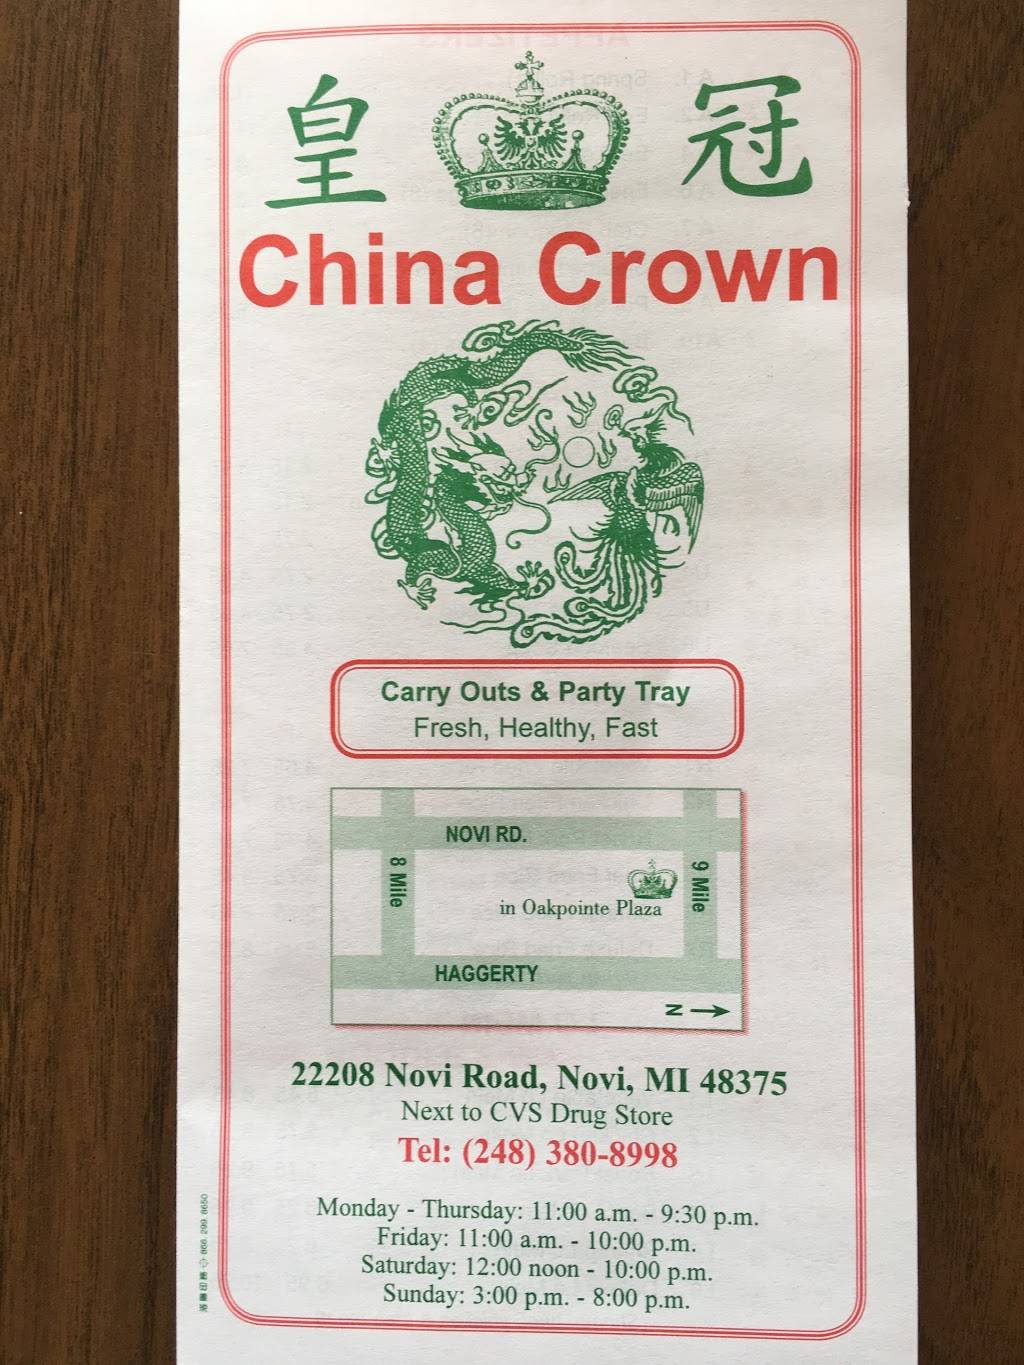 皇 冠
China Crown
Carry Outs & Party Tray
Fresh, Healthy, Fast
NOVI RD.
8 Mile
9 Mile
in Oakpointe Plaza
HAGGERTY
N
22208 Novi Road, Novi, MI 48375
Next to CVS Drug Store
Tel: (248) 380-8998
Monday - Thursday: 11:00 a.m. - 9:30 p.m.
Friday: 11:00 a.m. - 10:00 p.m.
Saturday: 12:00 noon - 10:00 p.m.
Sunday: 3:00 p.m. - 8:00 p.m.
866.299.8650